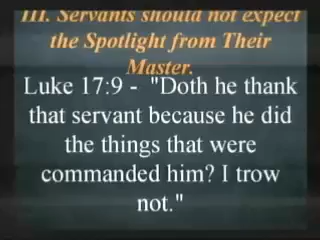 III. Servants should not expect
the Spotlight from Their
Master.
Luke 17:9 - "Doth he thank
that servant because he did
the things that were
commanded him? I trow
not."